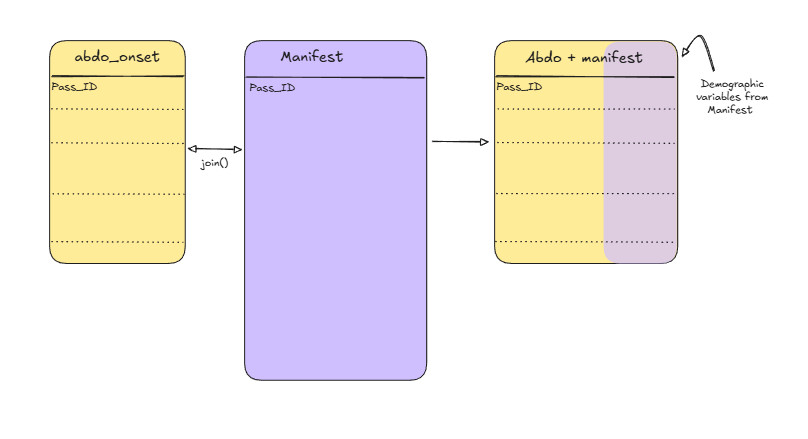 abdo_onset
Manifest
Abdo + manifest
Pass_ID
Pass_ID
Pass_ID
Demographic
variables from
Manifest
join()